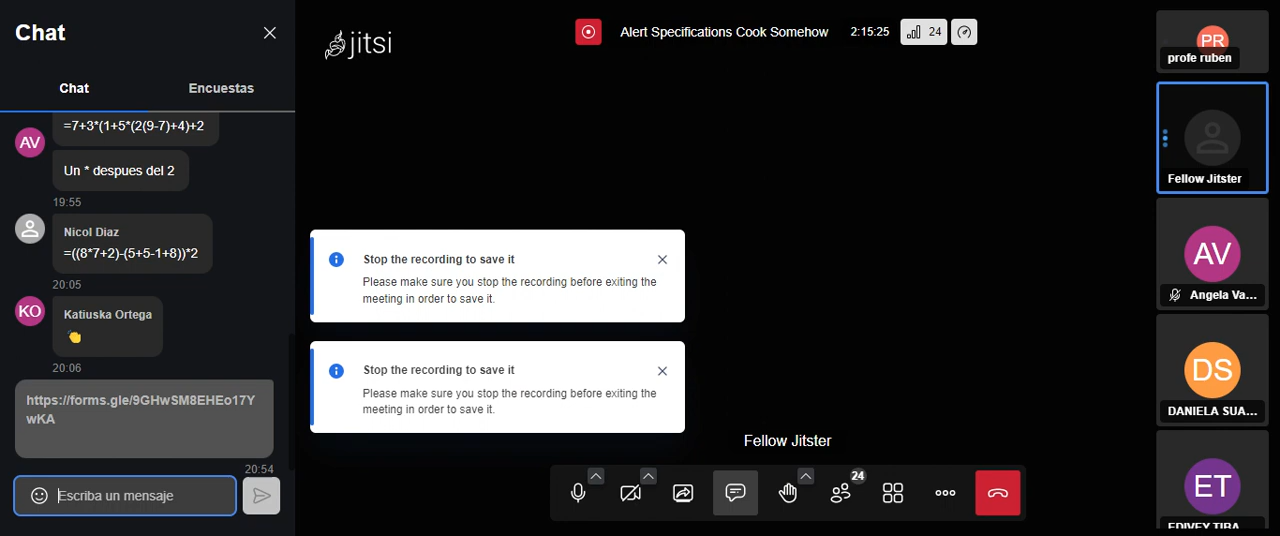 Chat
Chat
Encuestas
AV
=7+3*(1+5*(2(9-7)+4)+2
Un * despues del 2
19:55
Nicol Diaz
=((8*7+2)-(5+5-1+8))*2
20:05
KO
Katiuska Ortega
20:06
https://forms.gle/9GHwSM8EHEo17Y
wKA
20:54
Escriba un mensaje
jitsi
Alert Specifications Cook Somehow
2:15:25
24
Stop the recording to save it
Please make sure you stop the recording before exiting the
meeting in order to save it.
Stop the recording to save it
Please make sure you stop the recording before exiting the
meeting in order to save it.
Fellow Jitster
24
PR
profe ruben
Fellow Jitster
AV
Angela Va...
DS
DANIELA SUA...
ET
EDIVEY TIBA